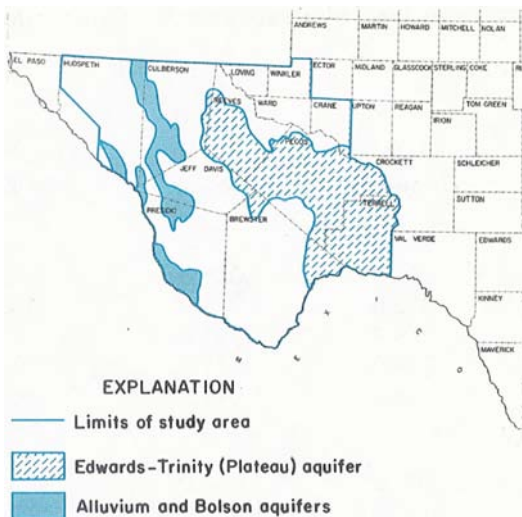 ANDREWS MARTIN HOWARD MITCHELL NOLAN
EL PASO HUDSPETH CULBERSON LOVING WINKLER ECTOR MIDLAND GLASSCOCK STERLING COKE
REEVES WARD CRANE UPTON REAGAN TOM GREEN
IRION
PECOS
CROCKETT SCHLEICHER
JEFF DAVIS
SUTTON
PRESIDIO TERRELL
BREWSTER
VAL VERDE EDWARDS
KINNEY
MAVERICK
M E X I C O
EXPLANATION
Limits of study area
Edwards-Trinity (Plateau) aquifer
Alluvium and Bolson aquifers